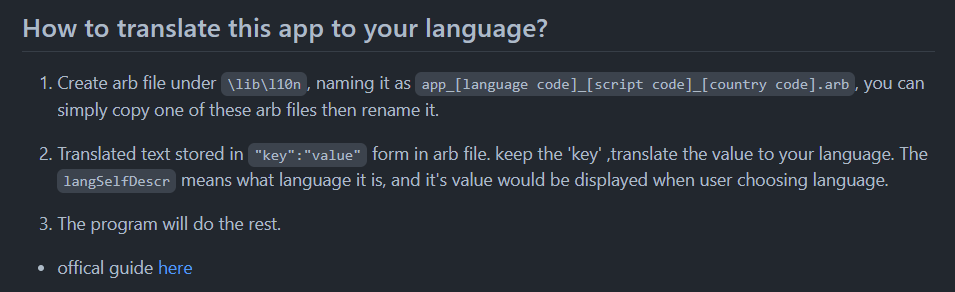 How to translate this app to your language?
1. Create arb file under \lib\l10n, naming it as app_[language code]_[script code]_[country code].arb, you can
simply copy one of these arb files then rename it.
2. Translated text stored in "key":"value" form in arb file. keep the 'key' ,translate the value to your language. The
langSelfDescr means what language it is, and it's value would be displayed when user choosing language.
3. The program will do the rest.
• offical guide here